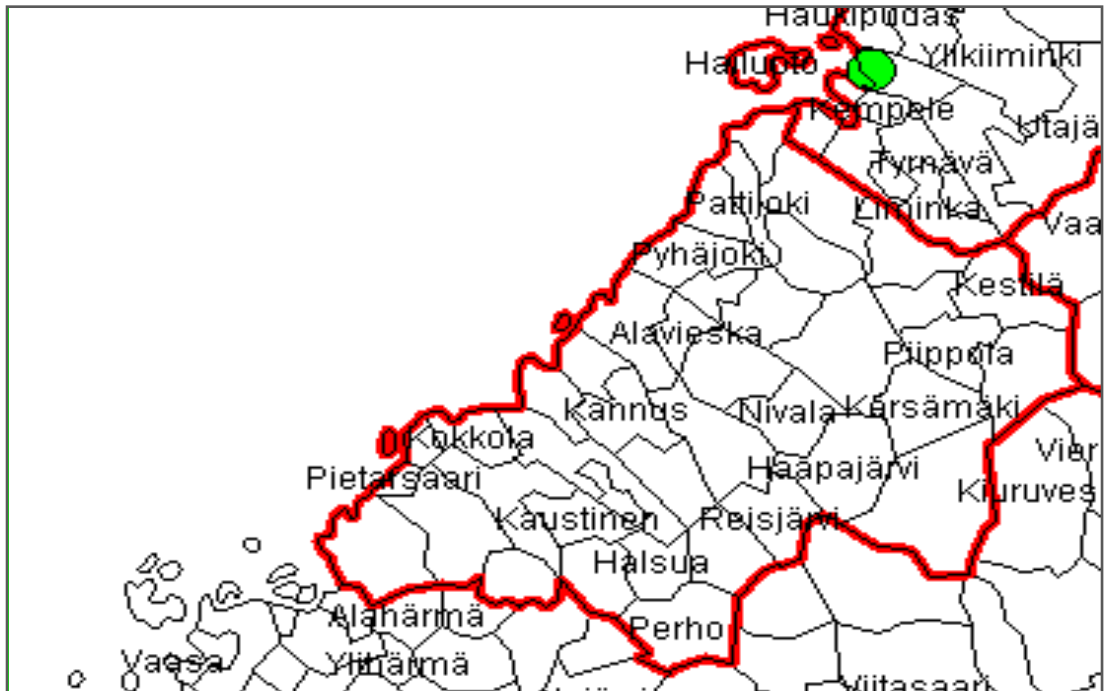 Haukipudas
Hailuoto
Ylikiiminki
Kempele
Utajä
Tyrnävä
Pattijoki
Liminka
Vaa
Pyhäjoki
Kestilä
Alavieska
Piippola
Kannus
Nivala
Kärsämäki
Kokkola
Vier
Haapajärvi
Pietarsaari
Kiuruves
Kaustinen
Reisjärvi
Halsua
Alahärmä
Perho
Vaasa
Ylihärmä
Viitasaari